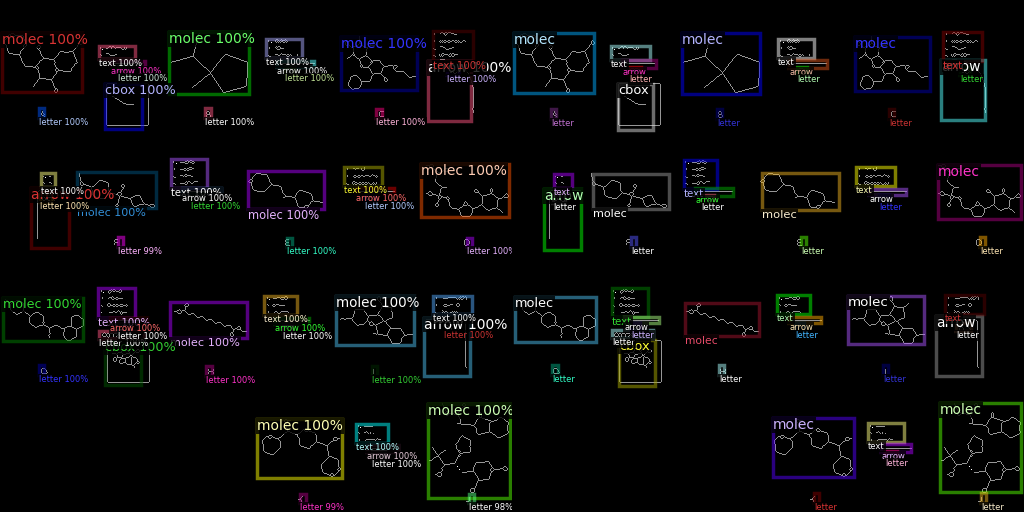 molec 100%
text 100%
arrow 100%
letter 100%
cbox 100%
letter 100%
molec 100%
text 100%
arrow 100%
letter 100%
letter 100%
molec 100%
text 100%
letter 100%
letter 100%
molec
text
letter
cbox
letter
molec
text
arrow
letter
letter
molec
text
letter
letter
text 100%
arrow 100%
letter 100%
molec 100%
letter 99%
text 100%
arrow 100%
letter 100%
molec 100%
letter 100%
text 100%
arrow 100%
letter 100%
molec 100%
letter 100%
text
arrow
letter
molec
letter
text
arrow
letter
molec
letter
text
arrow
letter
molec
letter
molec 100%
text 100%
arrow 100%
letter 100%
cbox 100%
letter 100%
molec 100%
text 100%
arrow 100%
letter 100%
letter 100%
molec 100%
text 100%
arrow 100%
letter 100%
letter 100%
molec
text
arrow
letter
cbox
letter
molec
text
arrow
letter
letter
molec
text
arrow
letter
letter
molec 100%
text 100%
arrow 100%
letter 100%
letter 99%
molec 100%
letter 98%
molec
text
arrow
letter
letter
molec
letter